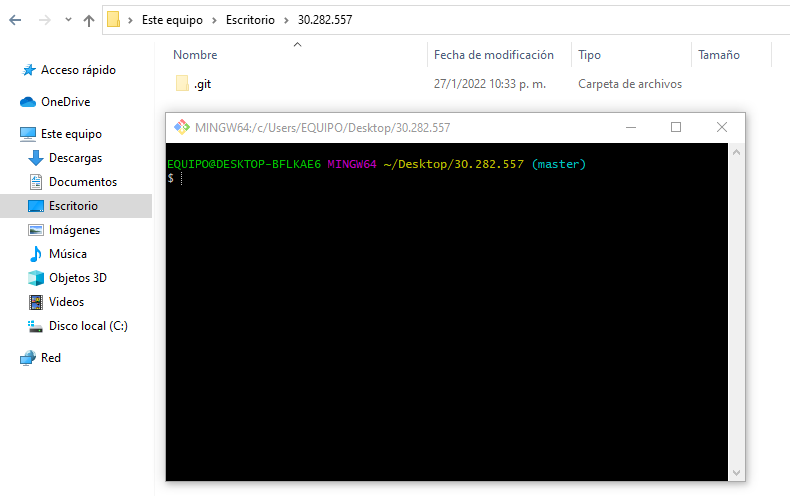 Este equipo > Escritorio > 30.282.557
Nombre Fecha de modificación Tipo Tamaño
.git 27/1/2022 10:33 p. m. Carpeta de archivos
Acceso rápido
OneDrive
Este equipo
Descargas
Documentos
Escritorio
Imágenes
Música
Objetos 3D
Videos
Disco local (C:)
Red
MINGW64:/c/Users/EQUIPO/Desktop/30.282.557
EQUIPO@DESKTOP-BFLKAE6 MINGW64 ~/Desktop/30.282.557 (master)
$